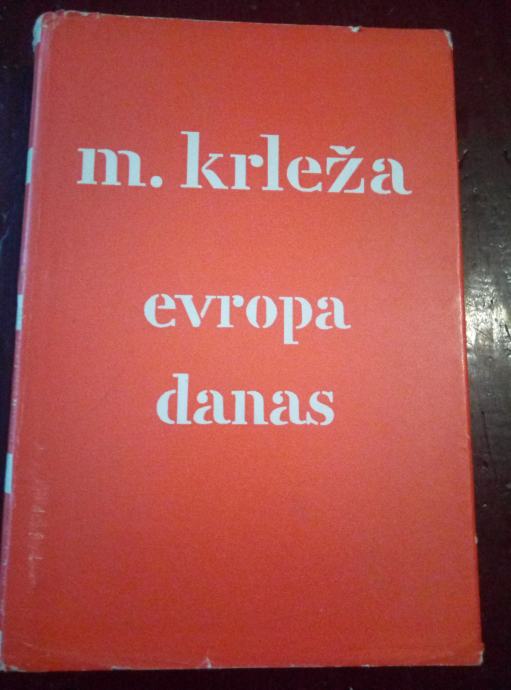 m. krleža
evropa
danas